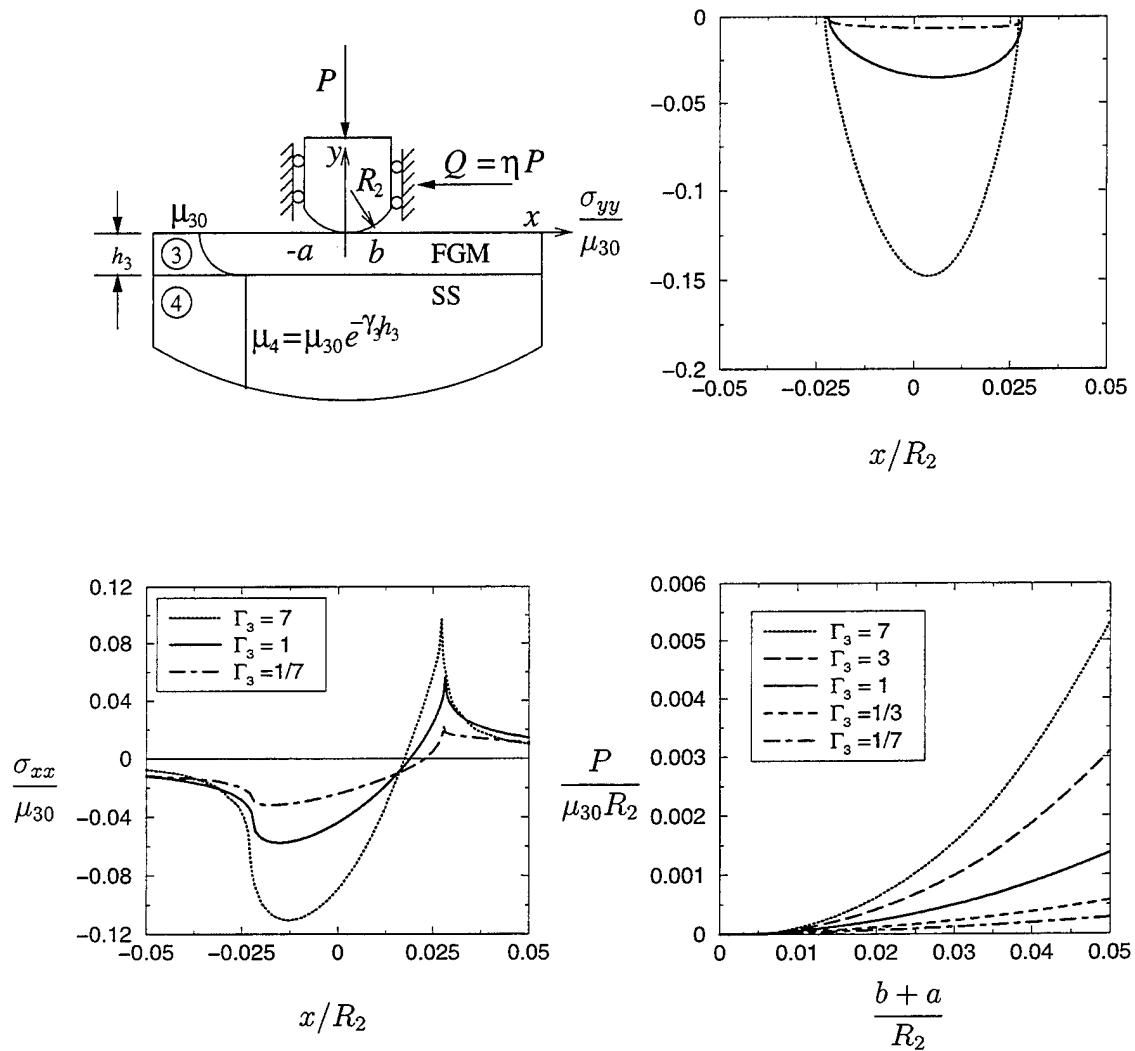 P
y
R₂
Q = ηP
μ₃₀
x
h₃
③
-a
b
FGM
④
SS
μ₄=μ₃₀e^{-γ₃h₃}
σ_yy / μ₃₀
0
−0.05
−0.1
−0.15
−0.2
−0.05 −0.025 0 0.025 0.05
x/R₂
0.12
0.08
0.04
0
−0.04
−0.08
−0.12
Γ₃ = 7
Γ₃ = 1
Γ₃ =1/7
σ_xx / μ₃₀
−0.05 −0.025 0 0.025 0.05
x/R₂
0.006
0.005
0.004
0.003
0.002
0.001
0
Γ₃ = 7
Γ₃ = 3
Γ₃ = 1
Γ₃ =1/3
Γ₃ =1/7
P / μ₃₀R₂
0 0.01 0.02 0.03 0.04 0.05
b + a / R₂